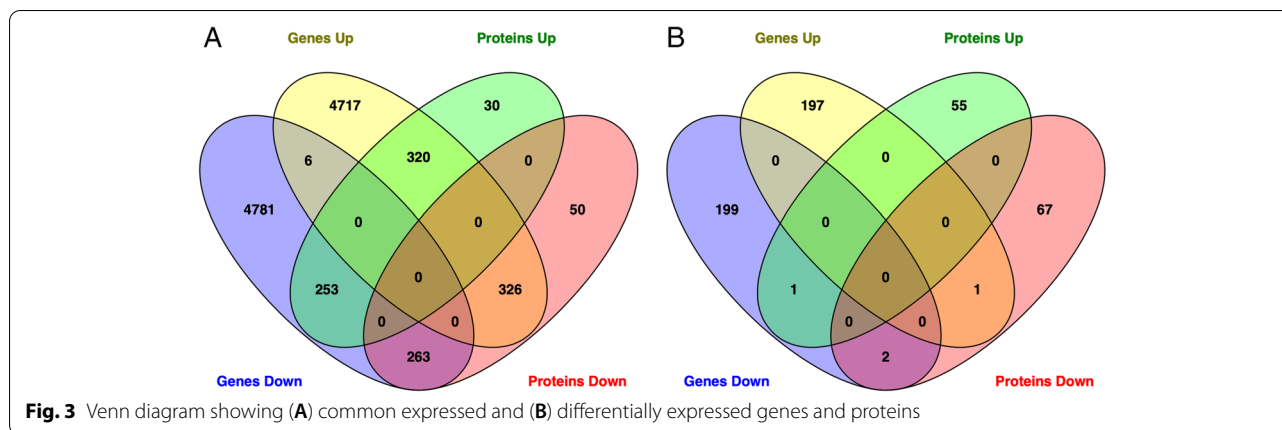 A
Genes Up
Proteins Up
4717
30
6
320
0
4781
0
0
50
0
253
326
0
0
263
Genes Down
Proteins Down
B
Genes Up
Proteins Up
197
55
0
0
0
199
0
0
67
0
1
1
0
0
2
Genes Down
Proteins Down
Fig. 3 Venn diagram showing (A) common expressed and (B) differentially expressed genes and proteins